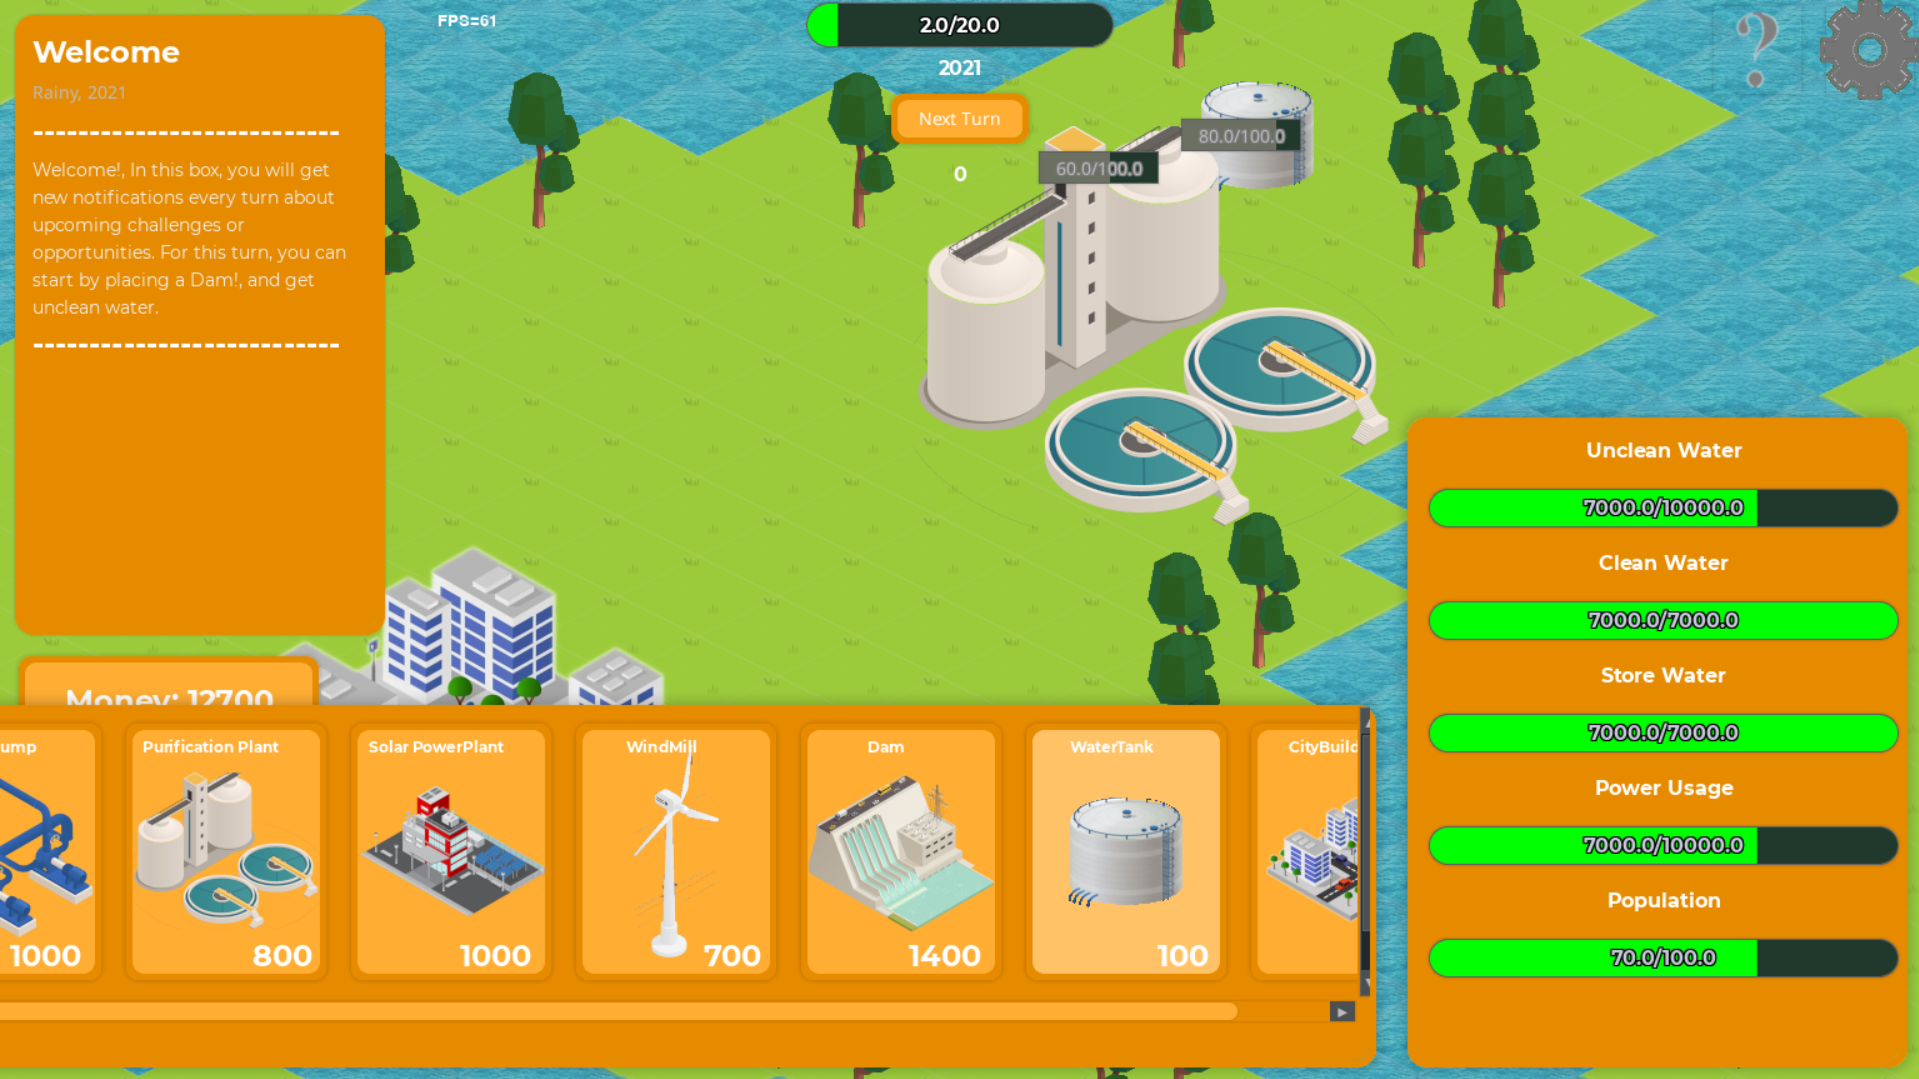 Welcome
Rainy, 2021
---------------------------
Welcome!, In this box, you will get
new notifications every turn about
upcoming challenges or
opportunities. For this turn, you can
start by placing a Dam!, and get
unclean water.
---------------------------
FPS=61
2.0/20.0
2021
Next Turn
0
60.0/100.0
80.0/100.0
?
Unclean Water
7000.0/10000.0
Clean Water
7000.0/7000.0
Store Water
7000.0/7000.0
Power Usage
7000.0/10000.0
Population
70.0/100.0
Money: 12700
ump
1000
Purification Plant
800
Solar PowerPlant
1000
WindMill
700
Dam
1400
WaterTank
100
CityBuild